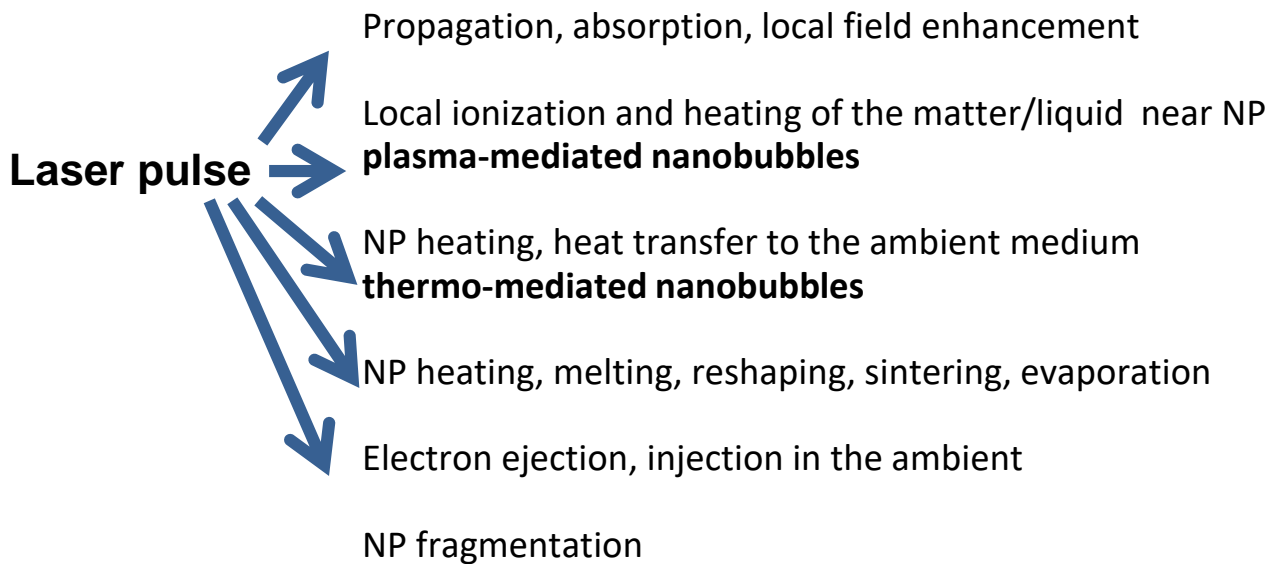 Propagation, absorption, local field enhancement
Local ionization and heating of the matter/liquid near NP
Laser pulse
plasma-mediated nanobubbles
NP heating, heat transfer to the ambient medium
thermo-mediated nanobubbles
NP heating, melting, reshaping, sintering, evaporation
Electron ejection, injection in the ambient
NP fragmentation